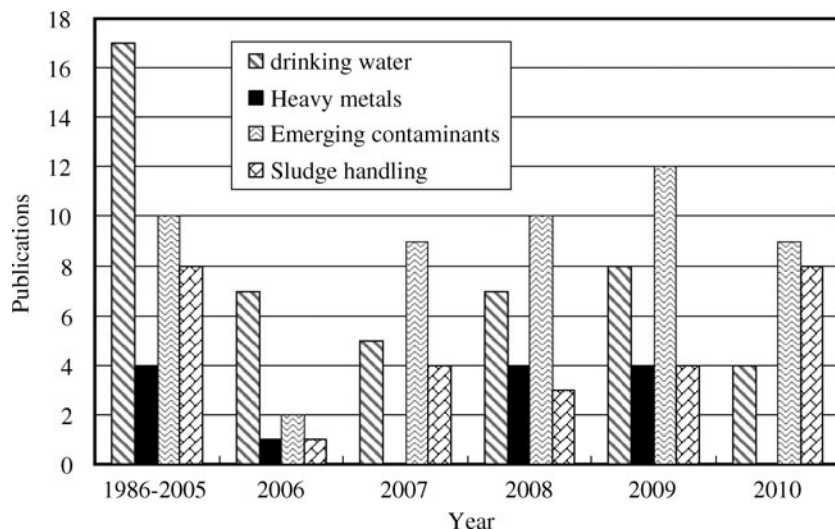 18
16
14
12
10
8
6
4
2
0
Publications
drinking water
Heavy metals
Emerging contaminants
Sludge handling
1986-2005
2006
2007
2008
2009
2010
Year